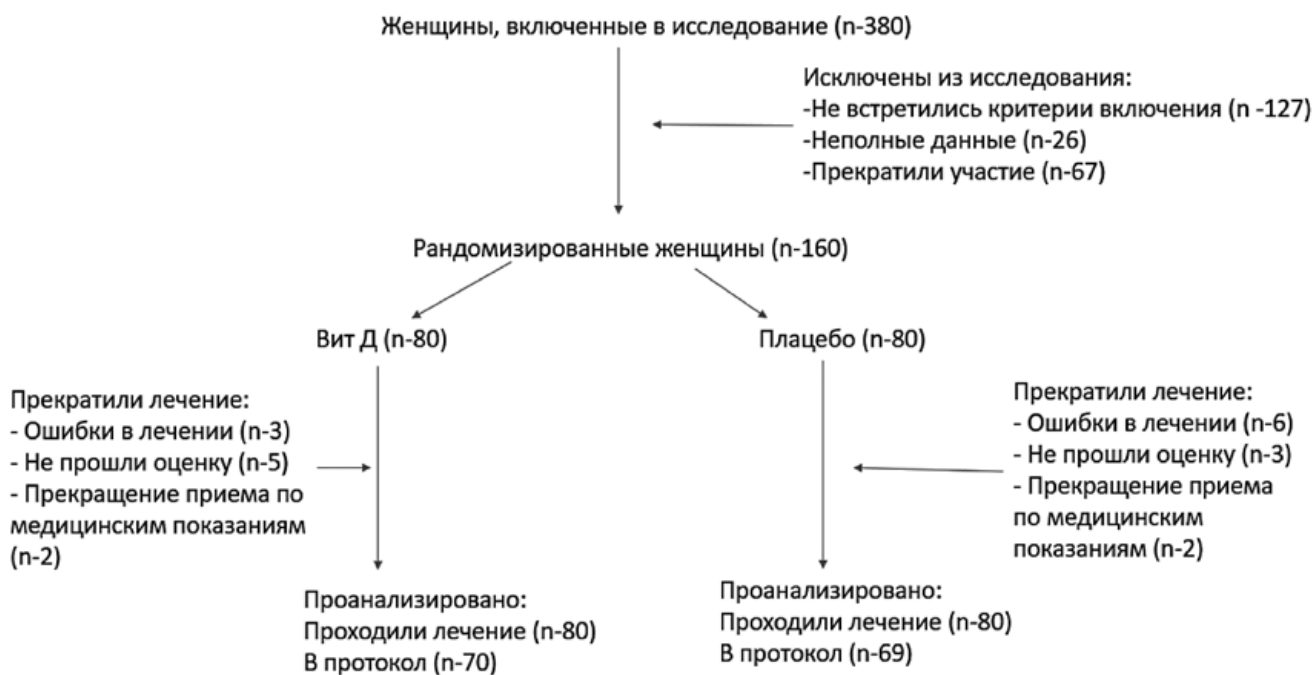 Женщины, включенные в исследование (n-380)
Исключены из исследования:
-Не встретились критерии включения (n -127)
-Неполные данные (n-26)
-Прекратили участие (n-67)
Рандомизированные женщины (n-160)
Вит Д (n-80)
Плацебо (n-80)
Прекратили лечение:
- Ошибки в лечении (n-3)
- Не прошли оценку (n-5)
- Прекращение приема по
медицинским показаниям
(n-2)
Прекратили лечение:
- Ошибки в лечении (n-6)
- Не прошли оценку (n-3)
- Прекращение приема
по медицинским
показаниям (n-2)
Проанализировано:
Проходили лечение (n-80)
В протокол (n-70)
Проанализировано:
Проходили лечение (n-80)
В протокол (n-69)